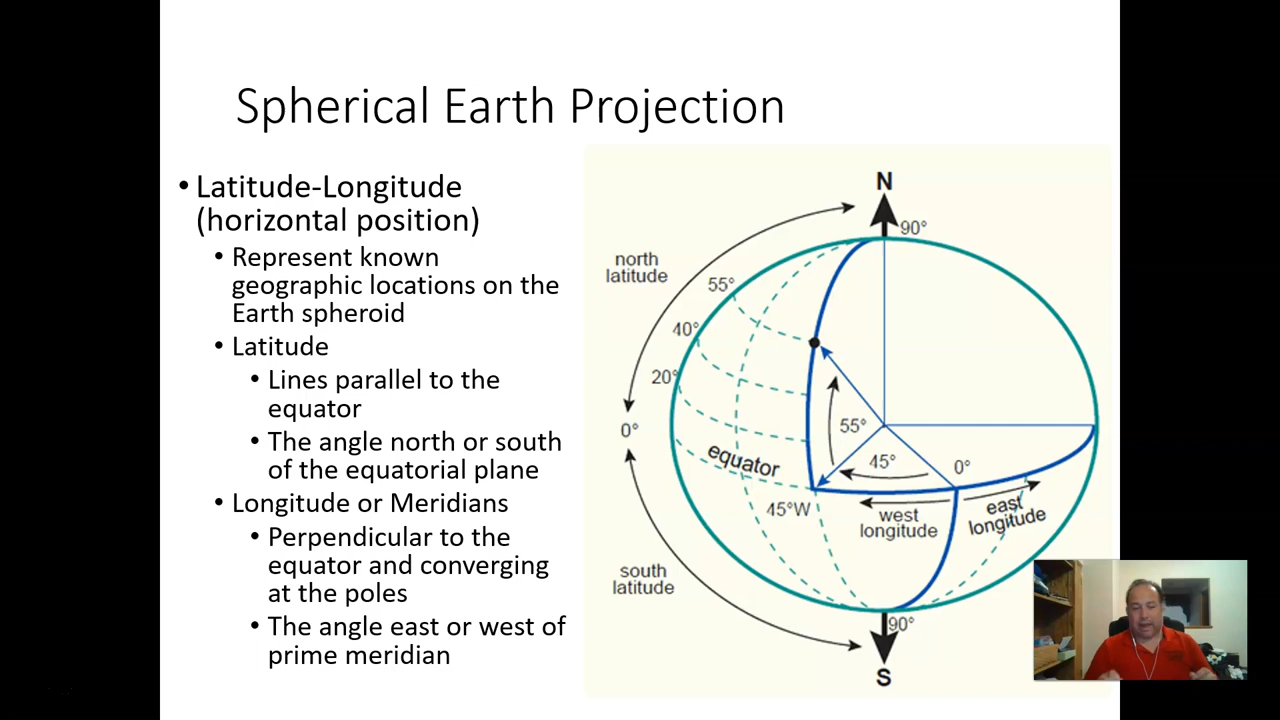 Spherical Earth Projection
• Latitude-Longitude
(horizontal position)
• Represent known
geographic locations on the
Earth spheroid
• Latitude
• Lines parallel to the
equator
• The angle north or south
of the equatorial plane
• Longitude or Meridians
• Perpendicular to the
equator and converging
at the poles
• The angle east or west of
prime meridian
N
90°
north
latitude
55°
40°
20°
0°
55°
equator
45°
0°
45°W
west
longitude
east
longitude
south
latitude
90°
S